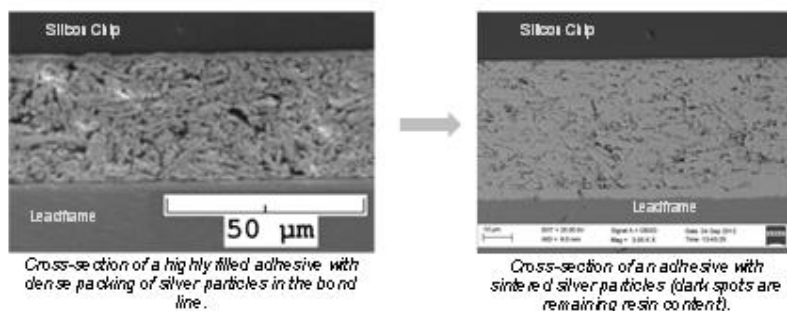 Silicon Chip
Leadframe
50 µm
Cross-section of a highly filled adhesive with
dense packing of silver particles in the bond
line.
Silicon Chip
Leadframe
10 µm
Cross-section of an adhesive with
sintered silver particles (dark spots are
remaining resin content).